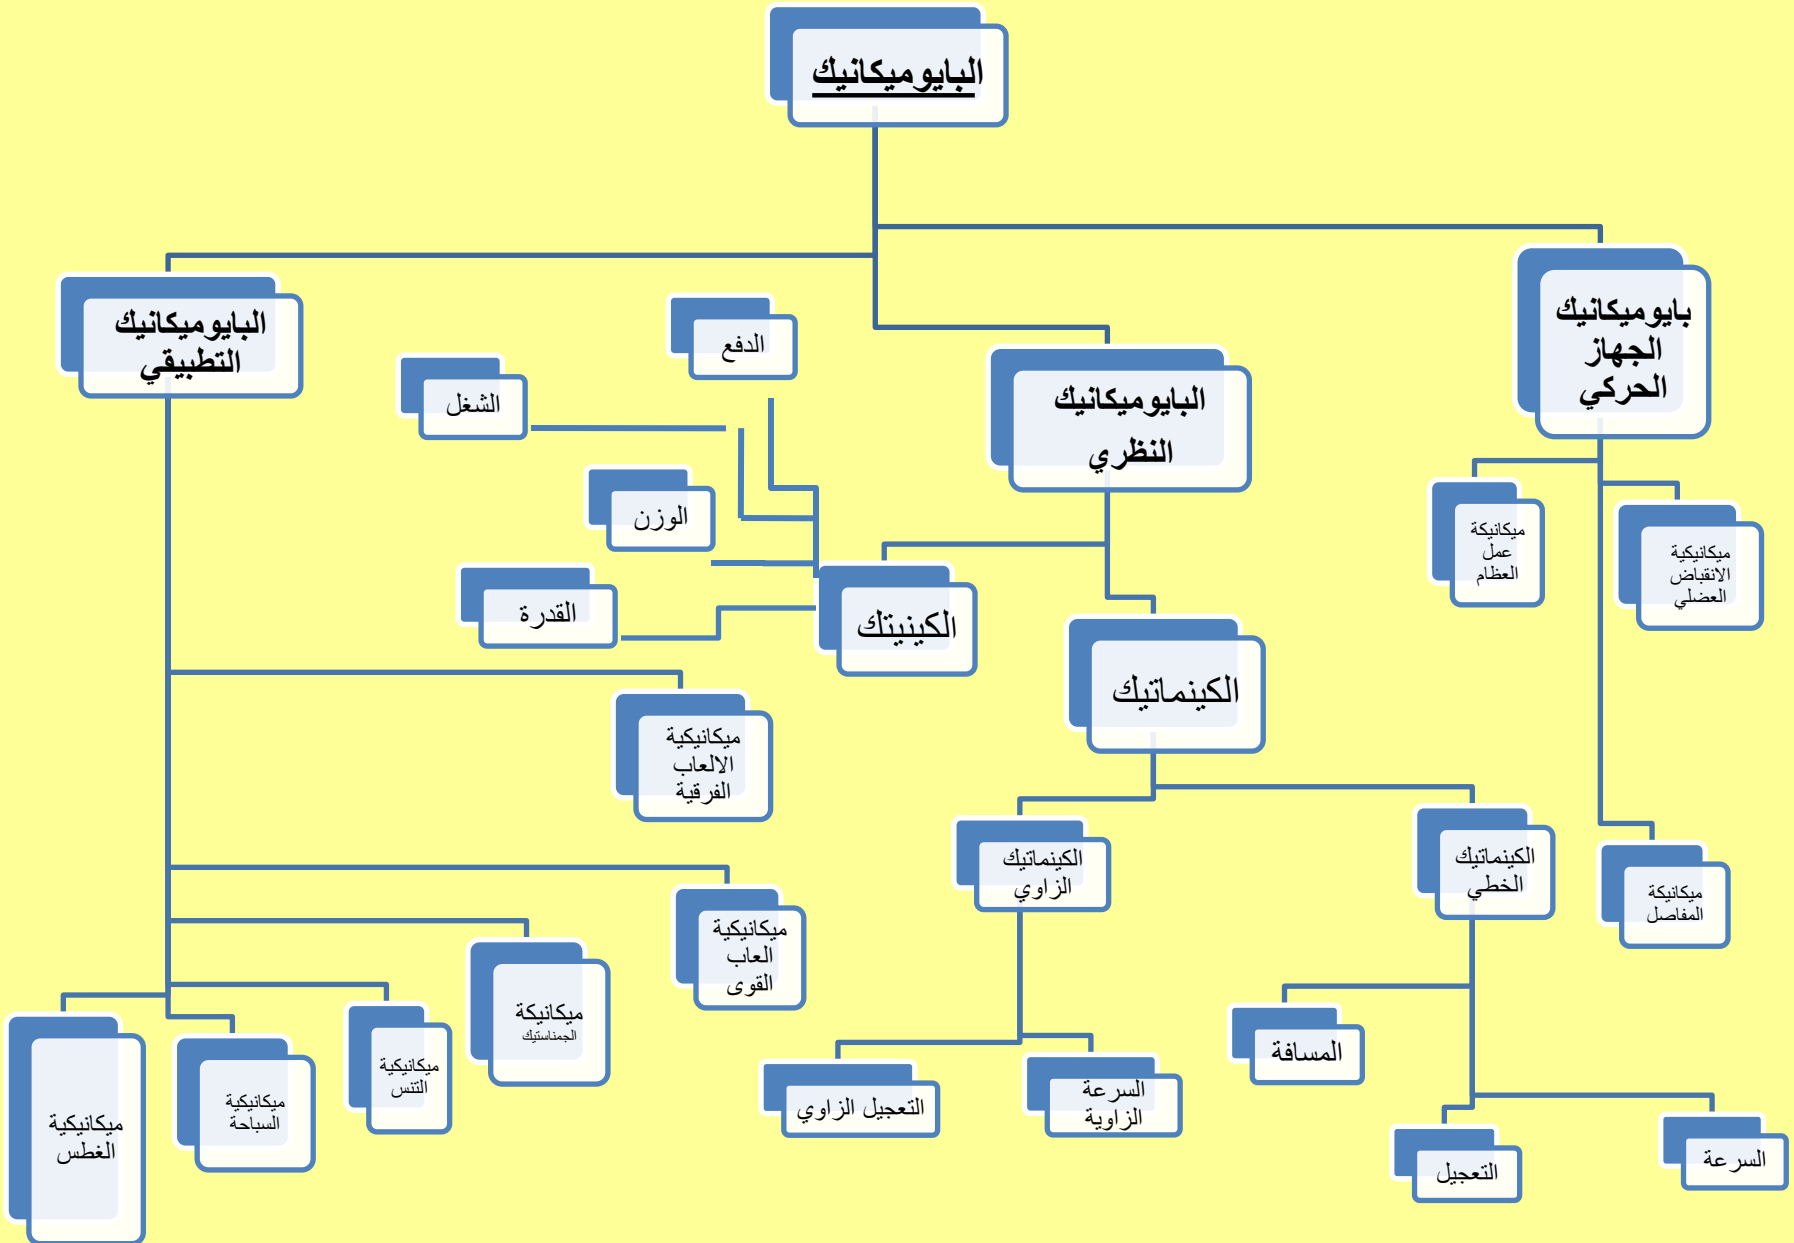 البايوميكانيك
بايوميكانيك
الجهاز
الحركي
البايوميكانيك
النظري
البايوميكانيك
التطبيقي
الدفع
الشغل
الوزن
القدرة
الكينيتك
الكينماتيك
ميكانيكية
الانقباض
العضلي
ميكانيكة
عمل
العظام
ميكانيكة
المفاصل
الكينماتيك
الخطي
الكينماتيك
الزاوي
المسافة
السرعة
التعجيل
السرعة
الزاوية
التعجيل الزاوي
ميكانيكية
الالعاب
الفرقية
ميكانيكية
العاب
القوى
ميكانيكة
الجمناستيك
ميكانيكية
التنس
ميكانيكية
السباحة
ميكانيكية
الغطس